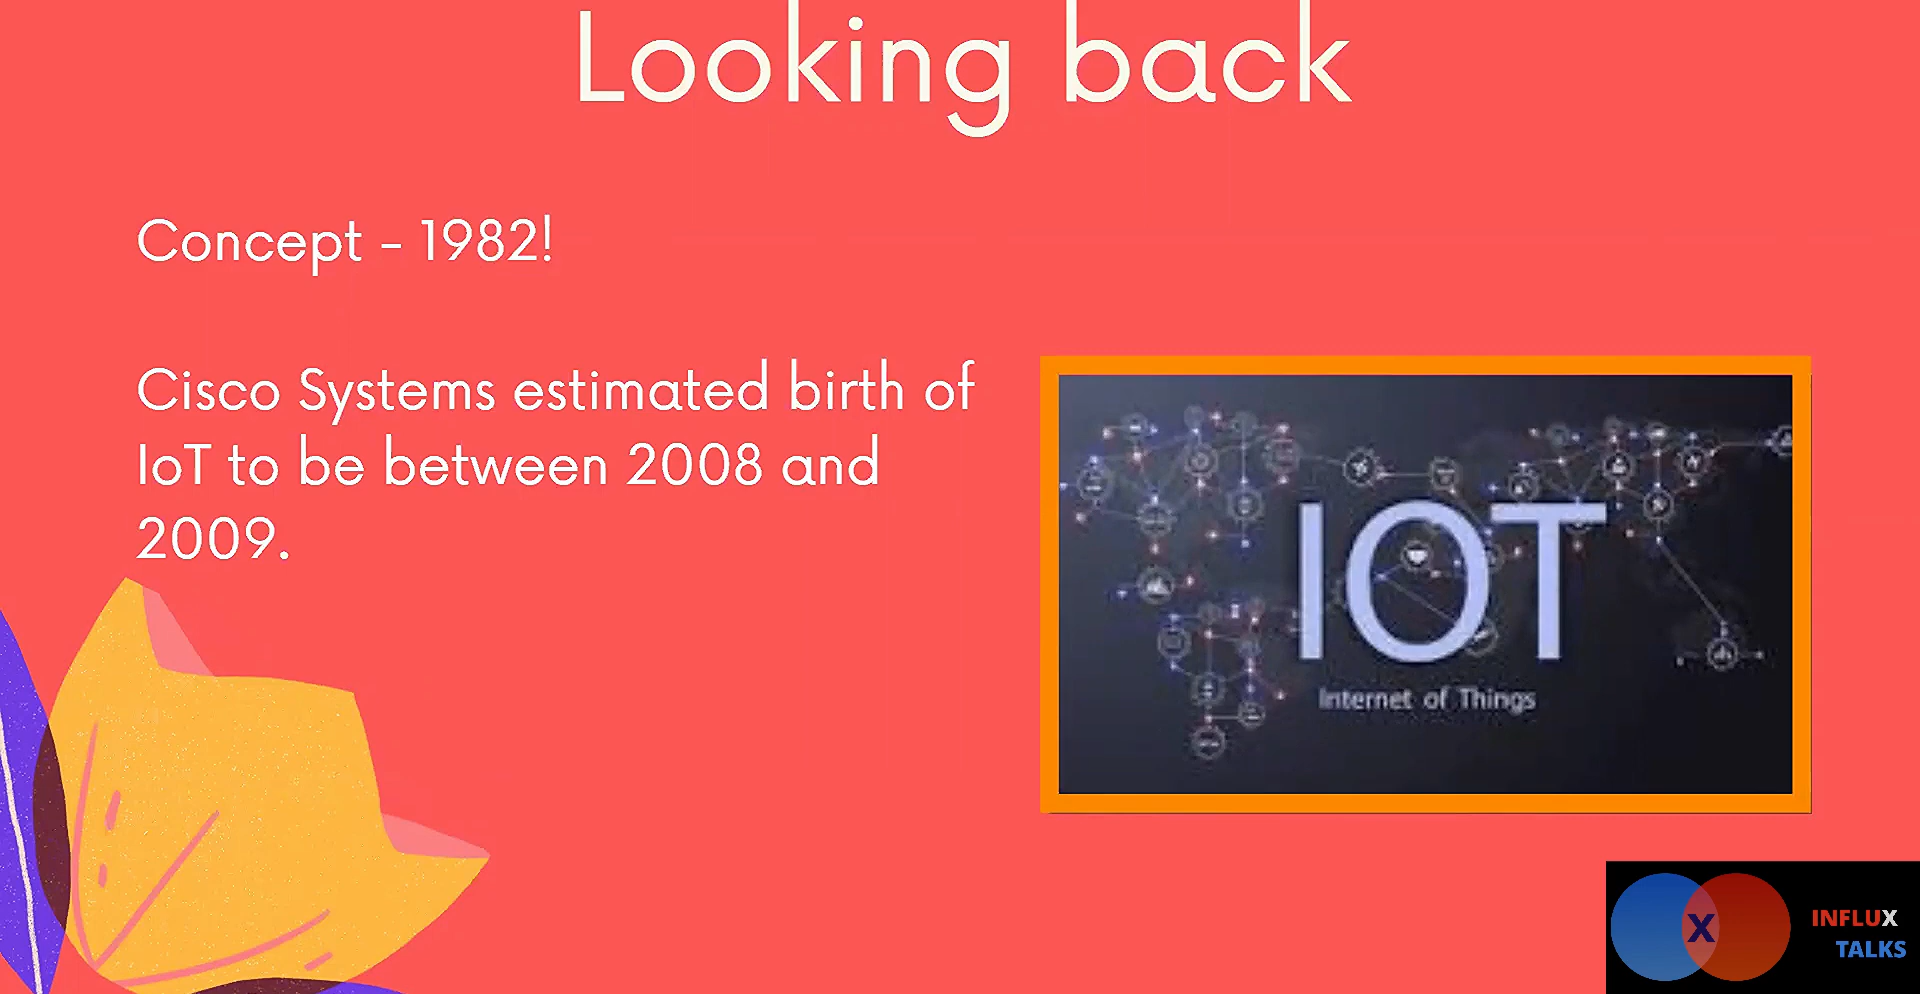 Looking back
Concept - 1982!
Cisco Systems estimated birth of
IoT to be between 2008 and
2009.
IOT
Internet of Things
X
INFLUX
TALKS